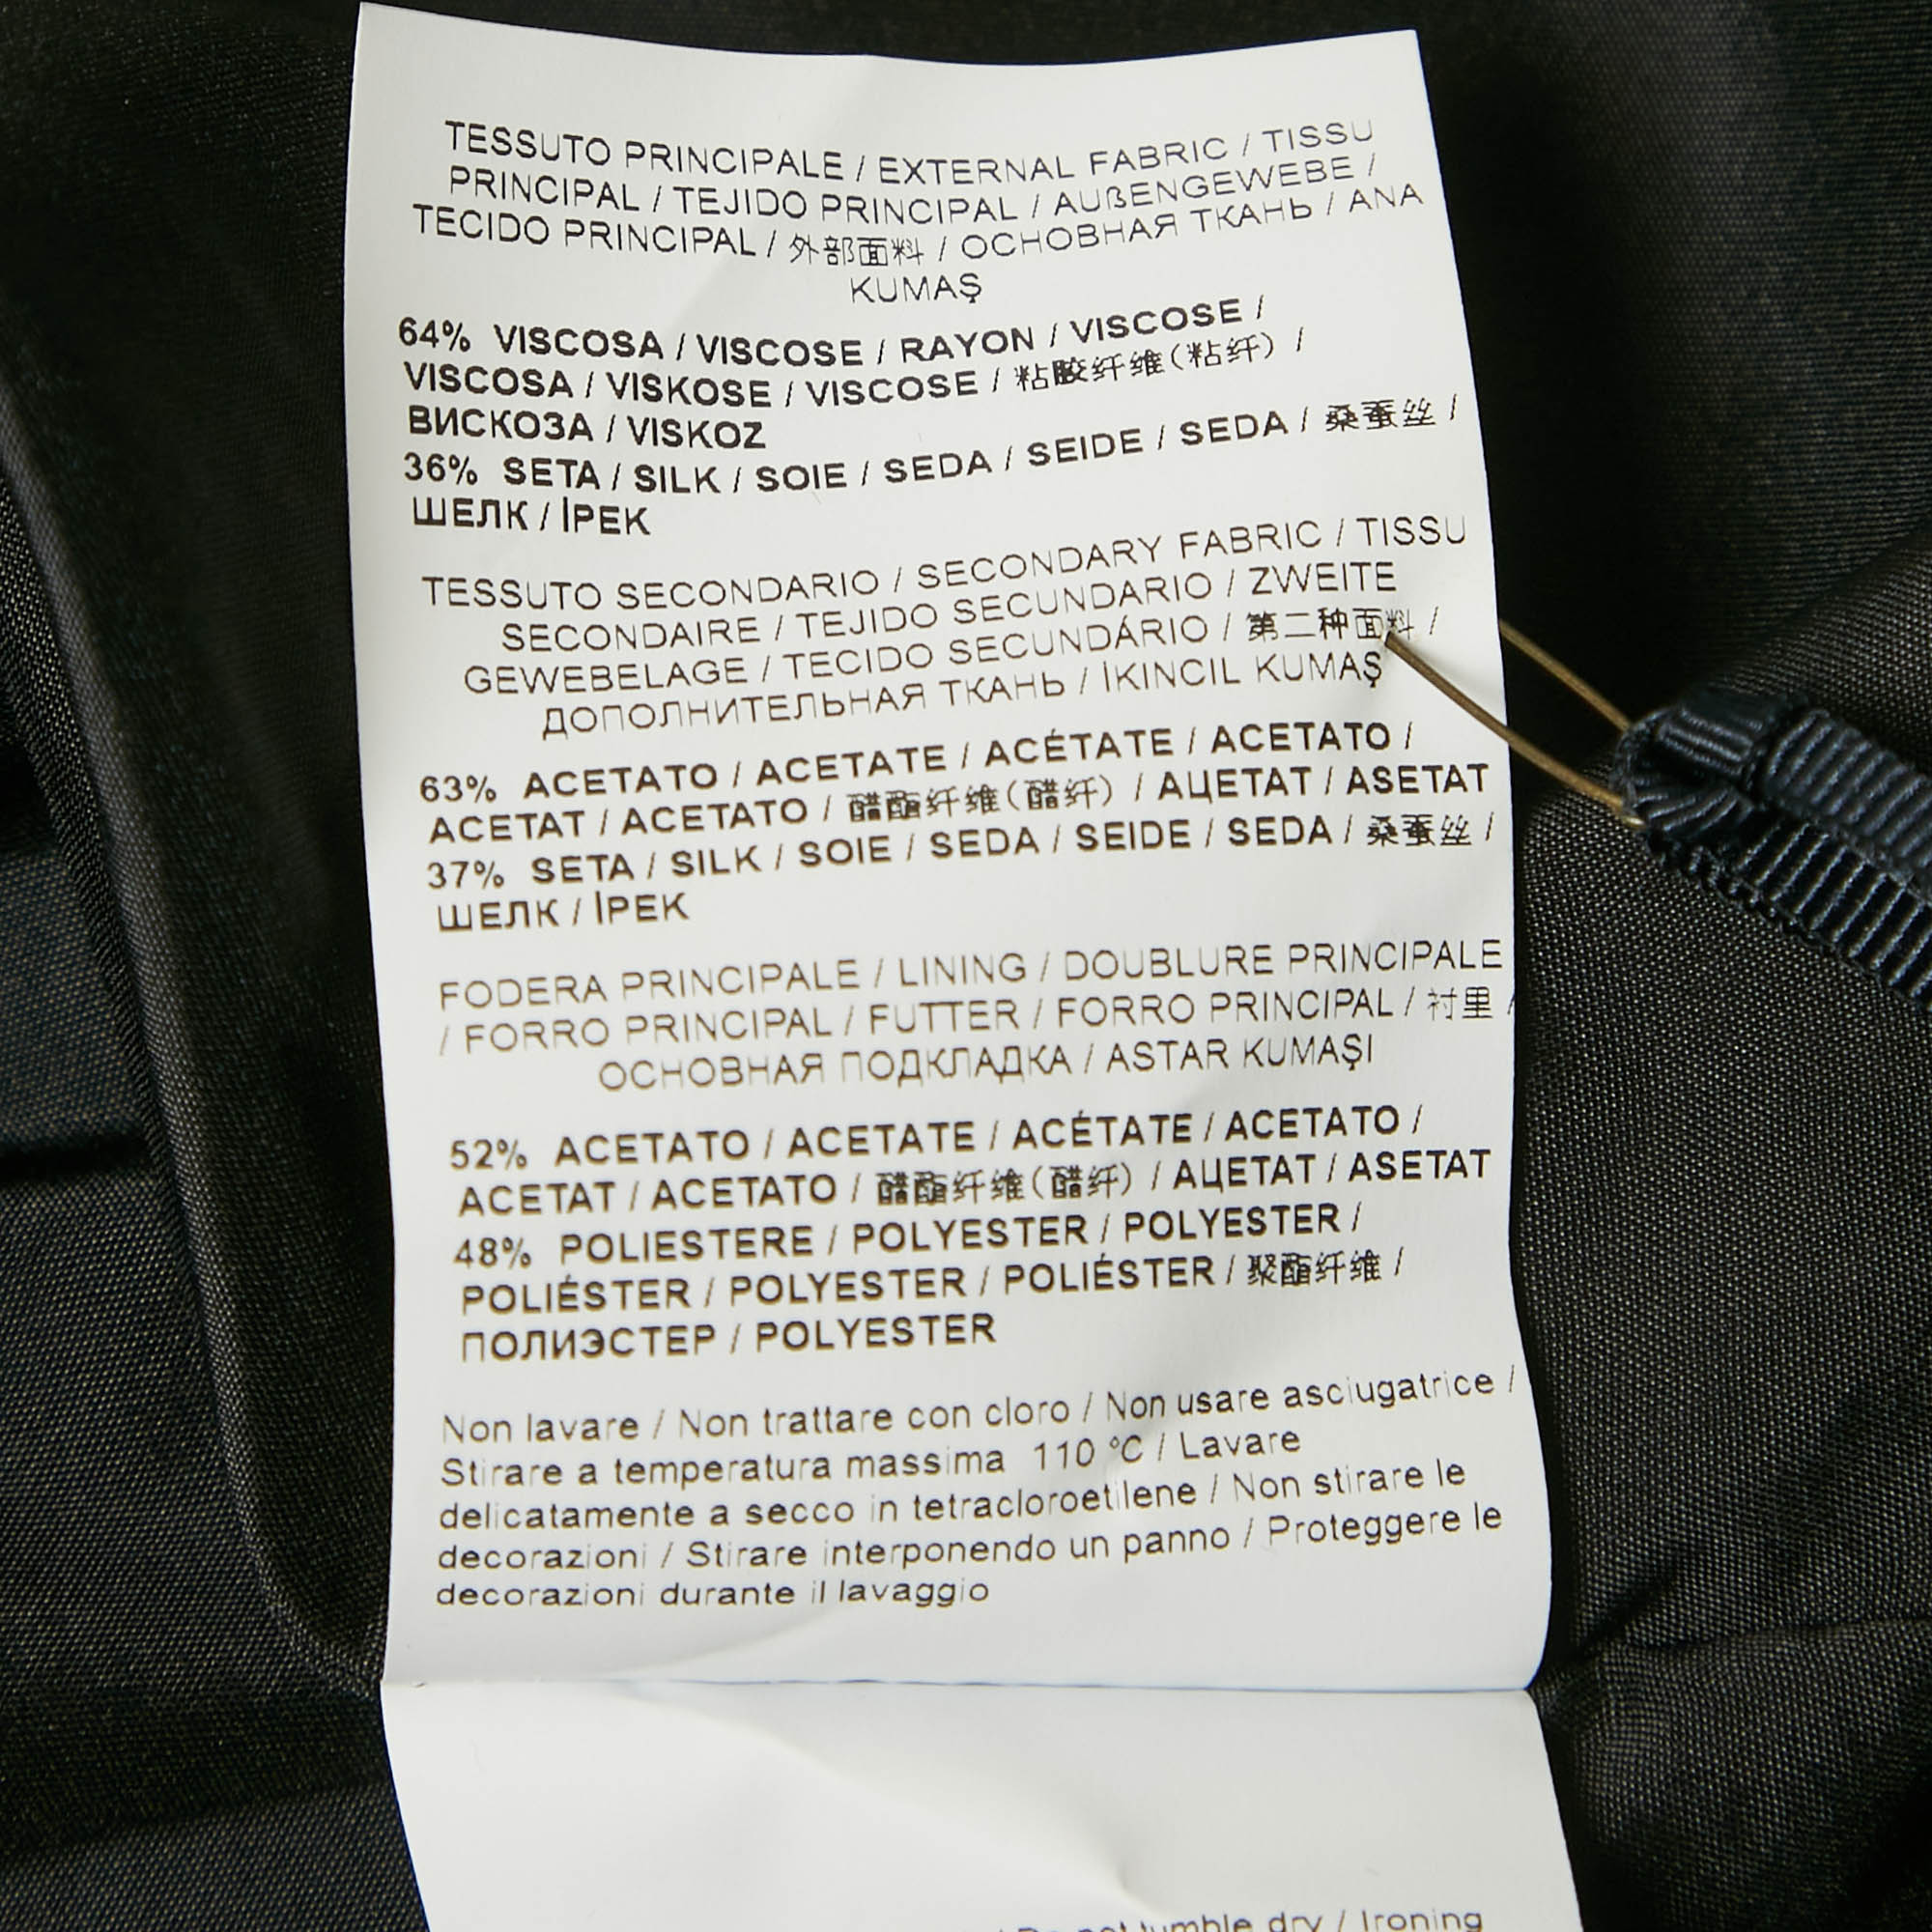 TESSUTO PRINCIPALE / EXTERNAL FABRIC / TISSU
PRINCIPAL / TEJIDO PRINCIPAL / AUßENGEWEBE /
TECIDO PRINCIPAL / 外部面料 / ОСНОВНАЯ ТКАНЬ / ANA
KUMAŞ
64% VISCOSA / VISCOSE / RAYON / VISCOSE /
VISCOSA / VISKOSE / VISCOSE / 粘胶纤维(粘纤) /
ВИСКОЗА / VISKOZ
36% SETA / SILK / SOIE / SEDA / SEIDE / SEDA / 桑蚕丝 /
ШЕЛК / İPEK
TESSUTO SECONDARIO / SECONDARY FABRIC / TISSU
SECONDAIRE / TEJIDO SECUNDARIO / ZWEITE
GEWEBELAGE / TECIDO SECUNDÁRIO / 第二种面料 /
ДОПОЛНИТЕЛЬНАЯ ТКАНЬ / İKINCIL KUMAŞ
63% ACETATO / ACETATE / ACÉTATE / ACETATO /
ACETAT / ACETATO / 醋酯纤维(醋纤) / АЦЕТАТ / ASETAT
37% SETA / SILK / SOIE / SEDA / SEIDE / SEDA / 桑蚕丝 /
ШЕЛК / İPEK
FODERA PRINCIPALE / LINING / DOUBLURE PRINCIPALE
/ FORRO PRINCIPAL / FUTTER / FORRO PRINCIPAL / 衬里 /
ОСНОВНАЯ ПОДКЛАДКА / ASTAR KUMAŞI
52% ACETATO / ACETATE / ACÉTATE / ACETATO /
ACETAT / ACETATO / 醋酯纤维(醋纤) / АЦЕТАТ / ASETAT
48% POLIESTERE / POLYESTER / POLYESTER /
POLIÉSTER / POLYESTER / POLIÉSTER / 聚酯纤维 /
ПОЛИЭСТЕР / POLYESTER
Non lavare / Non trattare con cloro / Non usare asciugatrice /
Stirare a temperatura massima 110 °C / Lavare
delicatamente a secco in tetracloroetilene / Non stirare le
decorazioni / Stirare interponendo un panno / Proteggere le
decorazioni durante il lavaggio
/ Do not tumble dry / Ironing